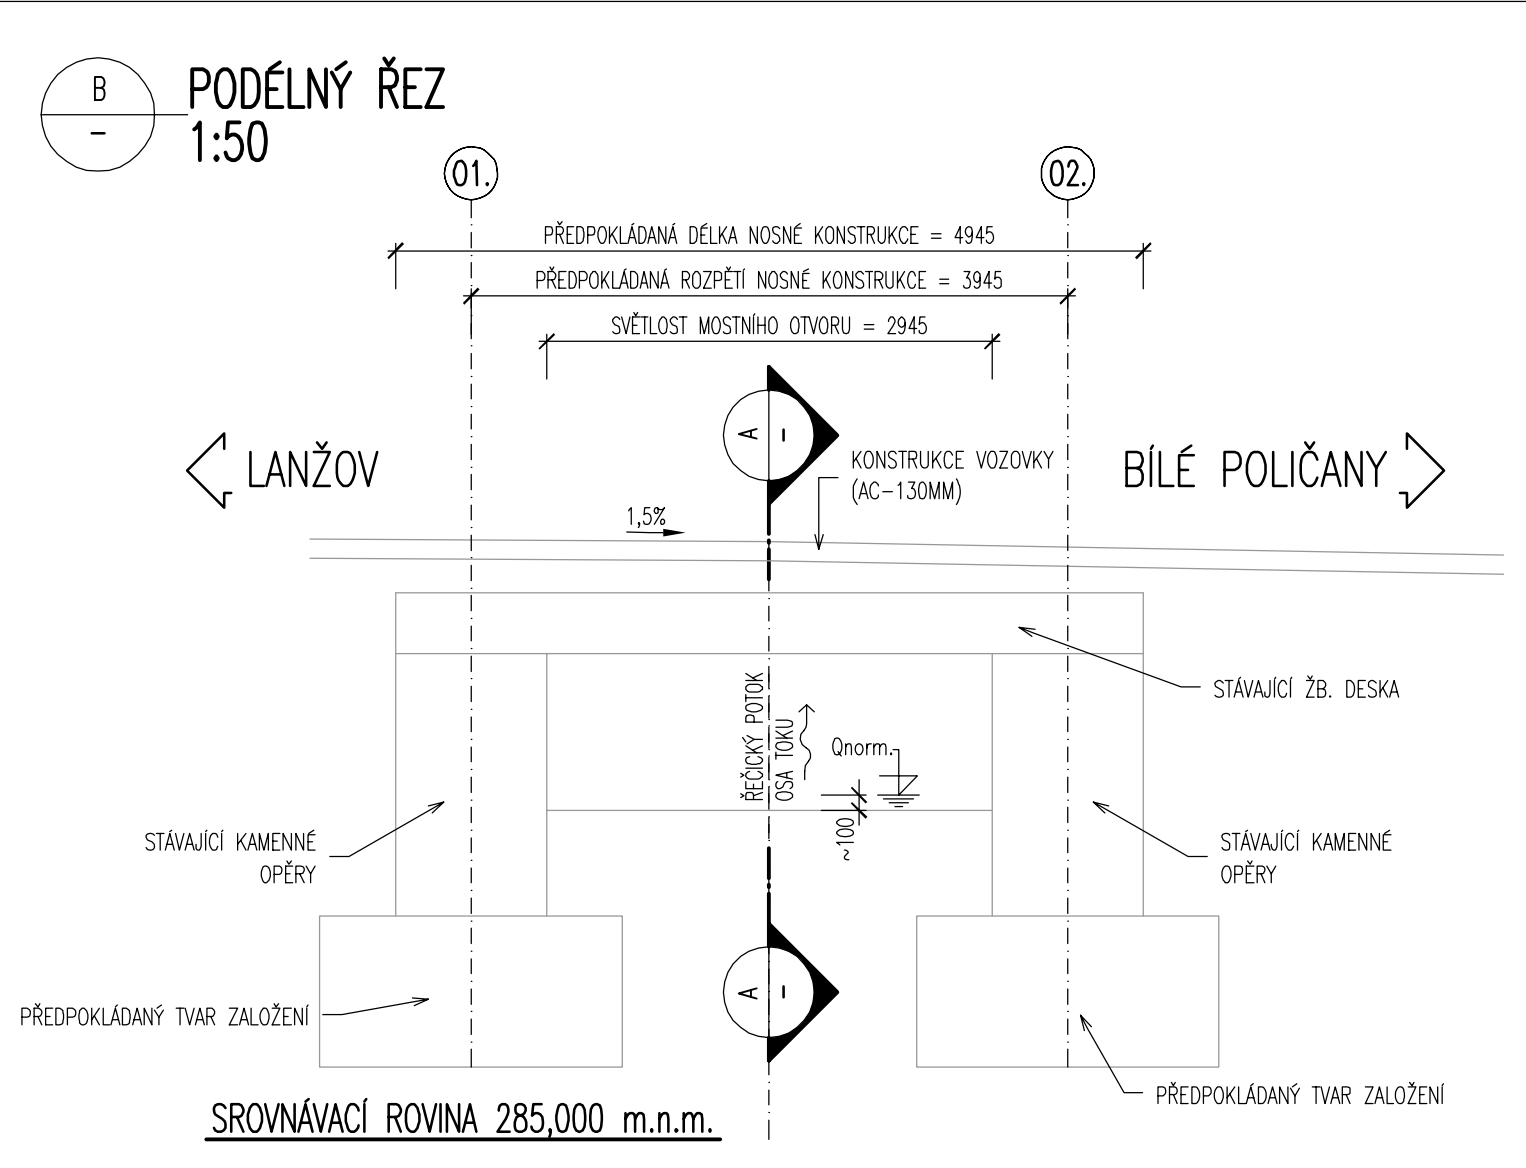 B
–
PODÉLNÝ ŘEZ
1:50
01.
02.
PŘEDPOKLÁDANÁ DÉLKA NOSNÉ KONSTRUKCE = 4945
PŘEDPOKLÁDANÁ ROZPĚTÍ NOSNÉ KONSTRUKCE = 3945
SVĚTLOST MOSTNÍHO OTVORU = 2945
A
–
LANŽOV
KONSTRUKCE VOZOVKY
(AC–130MM)
BÍLÉ POLIČANY
1,5%
STÁVAJÍCÍ ŽB. DESKA
ŘEČICKÝ POTOK
OSA TOKU
Qnorm.
~100
STÁVAJÍCÍ KAMENNÉ
OPĚRY
STÁVAJÍCÍ KAMENNÉ
OPĚRY
A
–
PŘEDPOKLÁDANÝ TVAR ZALOŽENÍ
PŘEDPOKLÁDANÝ TVAR ZALOŽENÍ
SROVNÁVACÍ ROVINA 285,000 m.n.m.